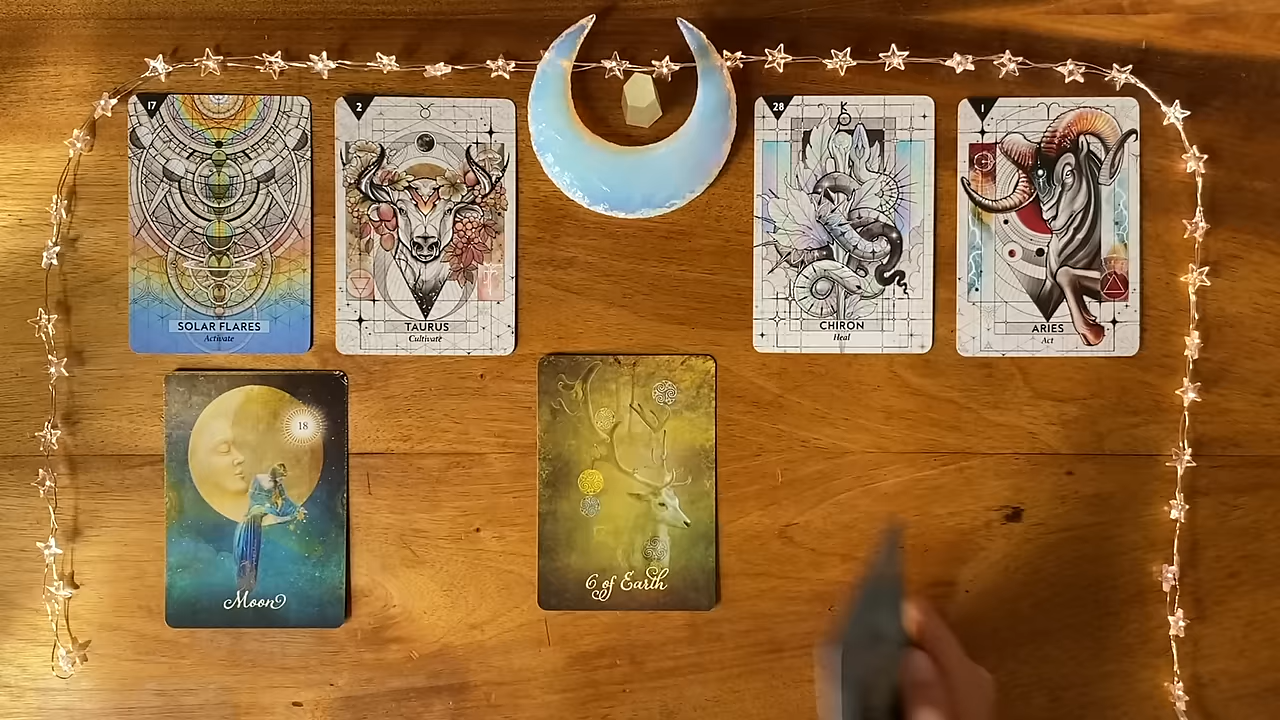 17
SOLAR FLARES
Activate
2
TAURUS
Cultivate
28
CHIRON
Heal
1
ARIES
Act
18
Moon
6 of Earth